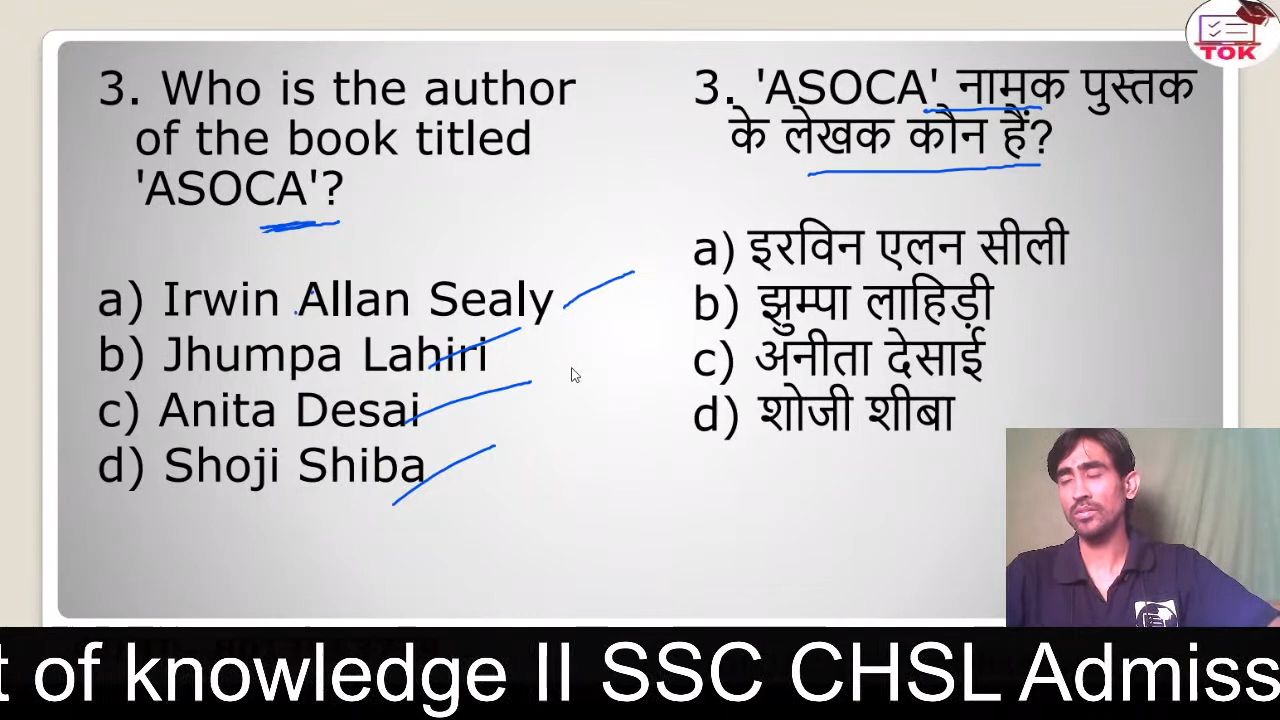 3. Who is the author
of the book titled
'ASOCA'?
a) Irwin Allan Sealy
b) Jhumpa Lahiri
c) Anita Desai
d) Shoji Shiba
3. 'ASOCA' नामक पुस्तक
के लेखक कौन हैं?
a) इरविन एलन सीली
b) झुम्पा लाहिड़ी
c) अनीता देसाई
d) शोजी शीबा
TOK
t of knowledge II SSC CHSL Admiss